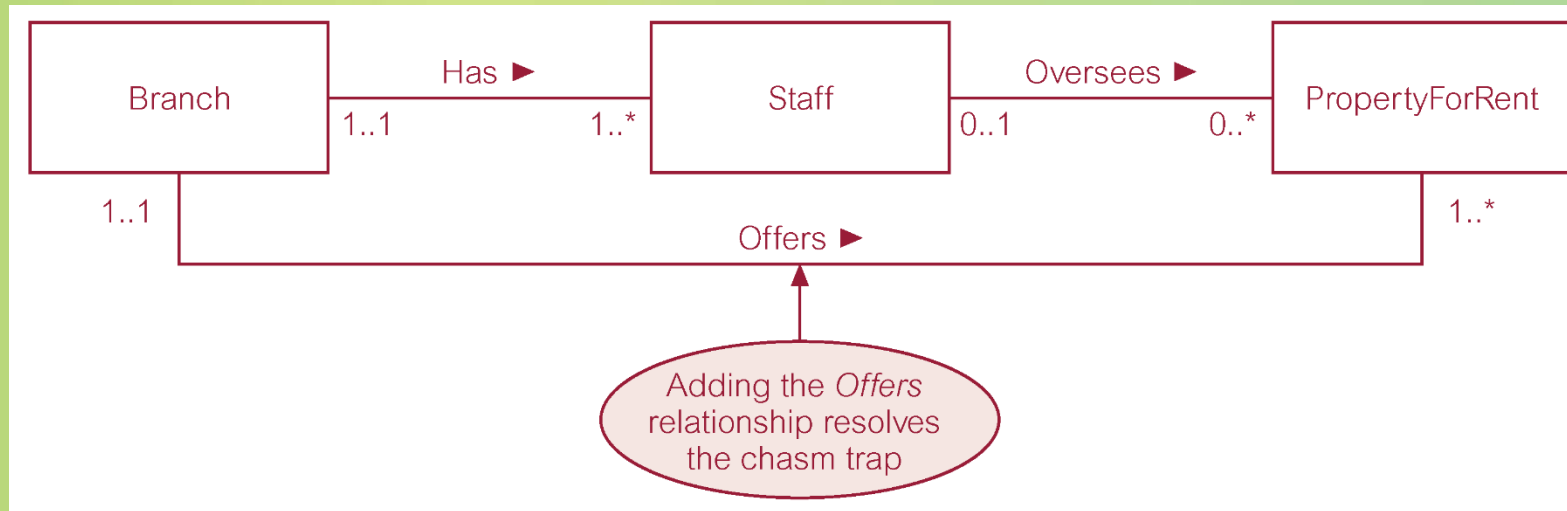 Has ►
Oversees ►
Branch
Staff
PropertyForRent
1..1
1..*
0..1
0..*
1..1
1..*
Offers ►
Adding the Offers
relationship resolves
the chasm trap